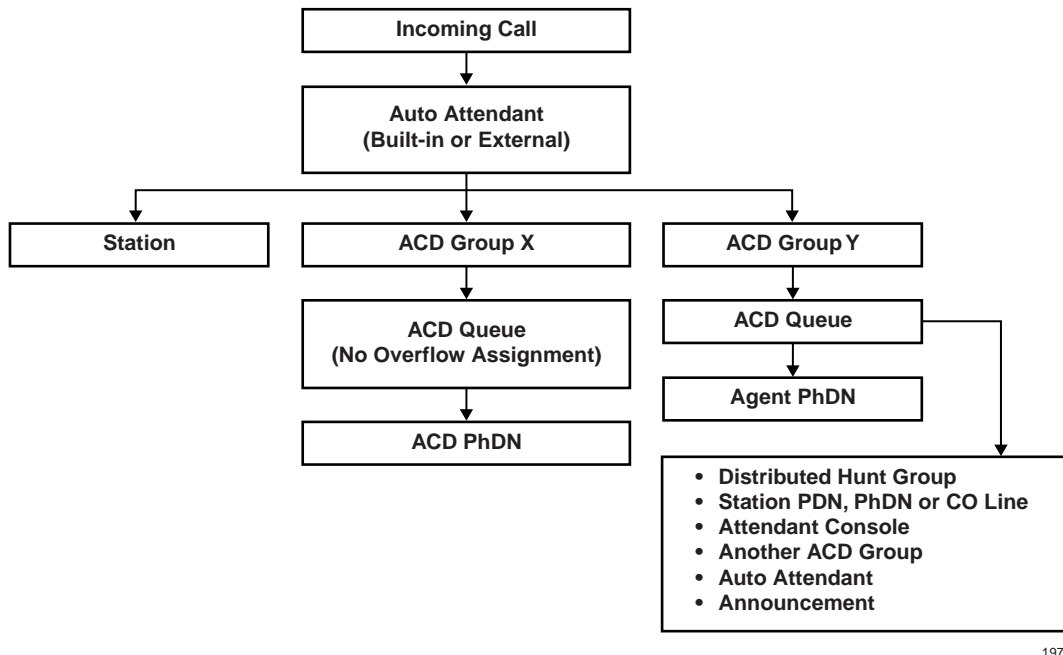 Incoming Call
Auto Attendant
(Built-in or External)
Station
ACD Group X
ACD Group Y
ACD Queue
(No Overflow Assignment)
ACD Queue
ACD PhDN
Agent PhDN
• Distributed Hunt Group
• Station PDN, PhDN or CO Line
• Attendant Console
• Another ACD Group
• Auto Attendant
• Announcement
197